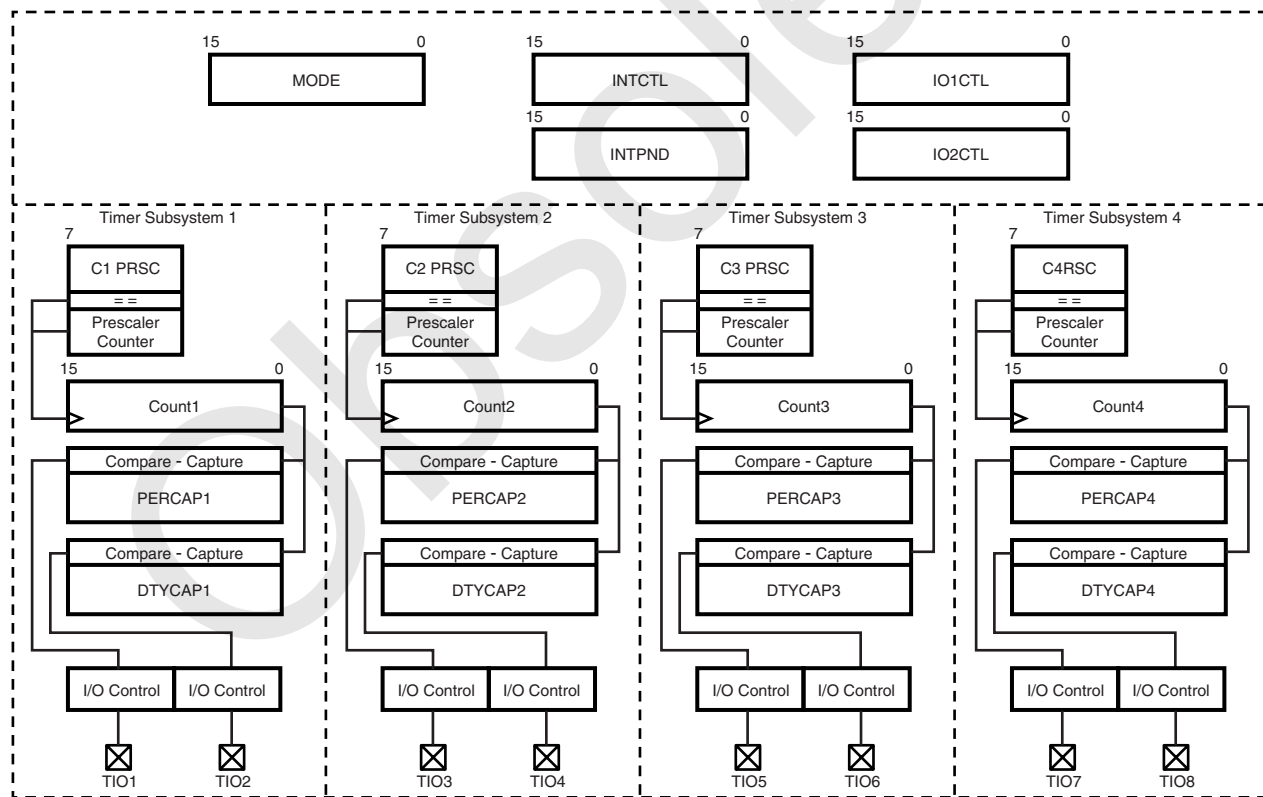 15 0 15 0 15 0
MODE INTCTL IO1CTL
15 0 15 0
INTPND IO2CTL
Timer Subsystem 1 Timer Subsystem 2 Timer Subsystem 3 Timer Subsystem 4
7 7 7 7
C1 PRSC C2 PRSC C3 PRSC C4RSC
= = = = = = = =
Prescaler Prescaler Prescaler Prescaler
Counter Counter Counter Counter
15 0 15 0 15 0 15 0
Count1 Count2 Count3 Count4
Compare - Capture Compare - Capture Compare - Capture Compare - Capture
PERCAP1 PERCAP2 PERCAP3 PERCAP4
Compare - Capture Compare - Capture Compare - Capture Compare - Capture
DTYCAP1 DTYCAP2 DTYCAP3 DTYCAP4
I/O Control I/O Control I/O Control I/O Control I/O Control I/O Control I/O Control I/O Control
TIO1 TIO2 TIO3 TIO4 TIO5 TIO6 TIO7 TIO8
Obsole